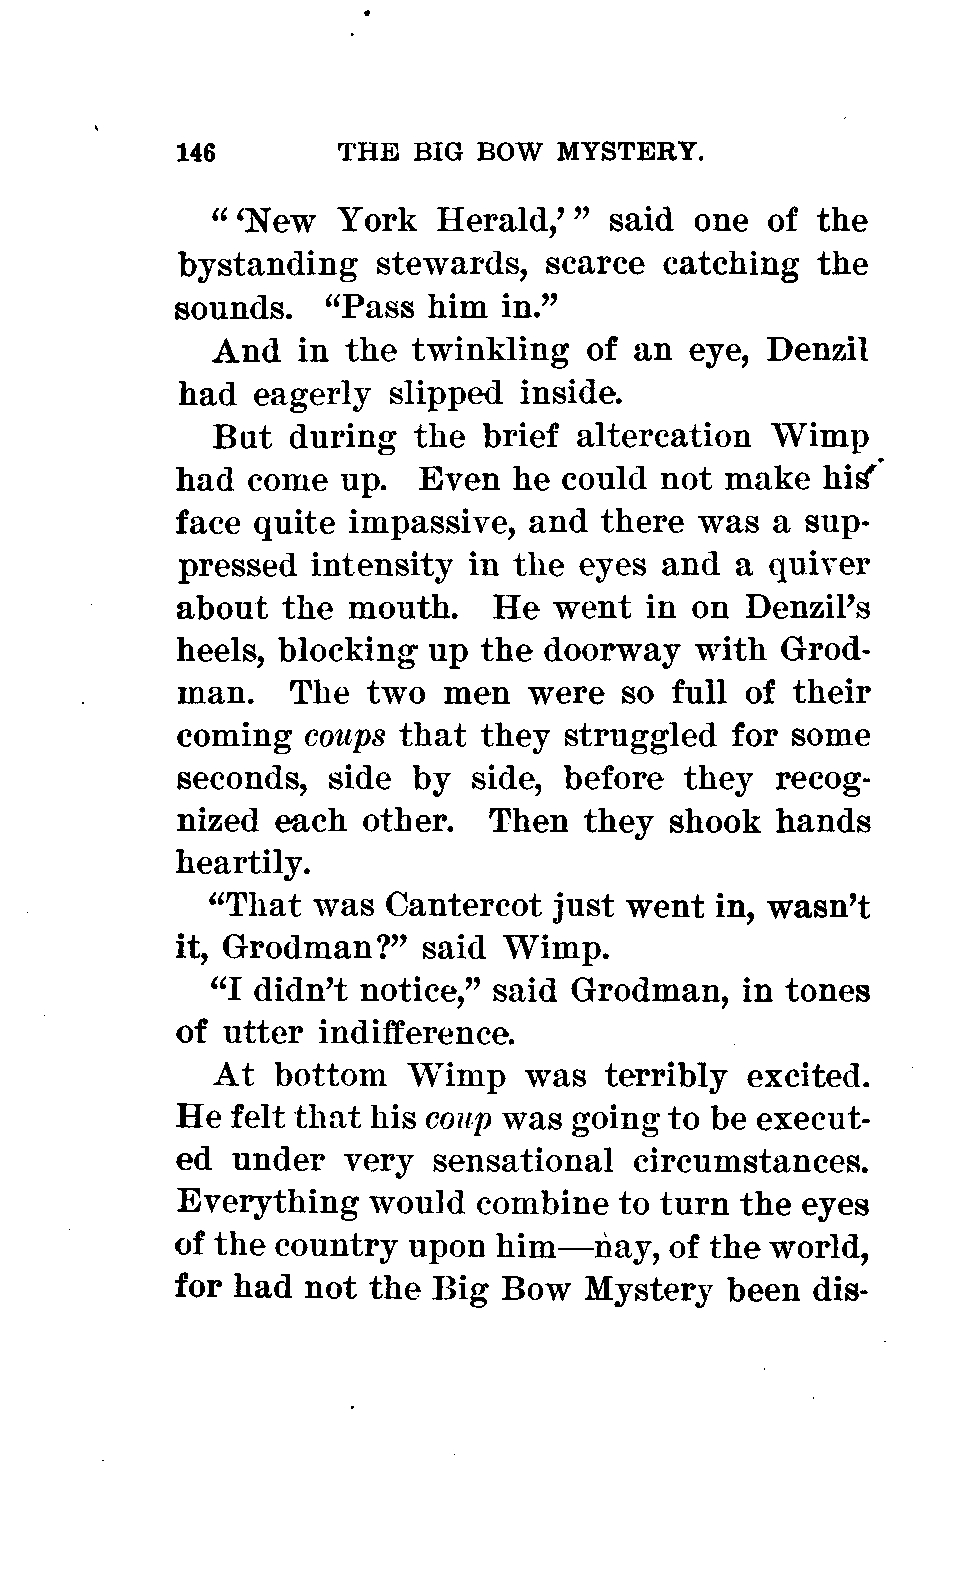 146 THE BIG BOW MYSTERY.
“ ‘New York Herald,’ ” said one of the
bystanding stewards, scarce catching the
sounds. “Pass him in.”
And in the twinkling of an eye, Denzil
had eagerly slipped inside.
But during the brief altercation Wimp
had come up. Even he could not make his
face quite impassive, and there was a sup-
pressed intensity in the eyes and a quiver
about the mouth. He went in on Denzil’s
heels, blocking up the doorway with Grod-
man. The two men were so full of their
coming coups that they struggled for some
seconds, side by side, before they recog-
nized each other. Then they shook hands
heartily.
“That was Cantercot just went in, wasn’t
it, Grodman?” said Wimp.
“I didn’t notice,” said Grodman, in tones
of utter indifference.
At bottom Wimp was terribly excited.
He felt that his coup was going to be execut-
ed under very sensational circumstances.
Everything would combine to turn the eyes
of the country upon him—nay, of the world,
for had not the Big Bow Mystery been dis-